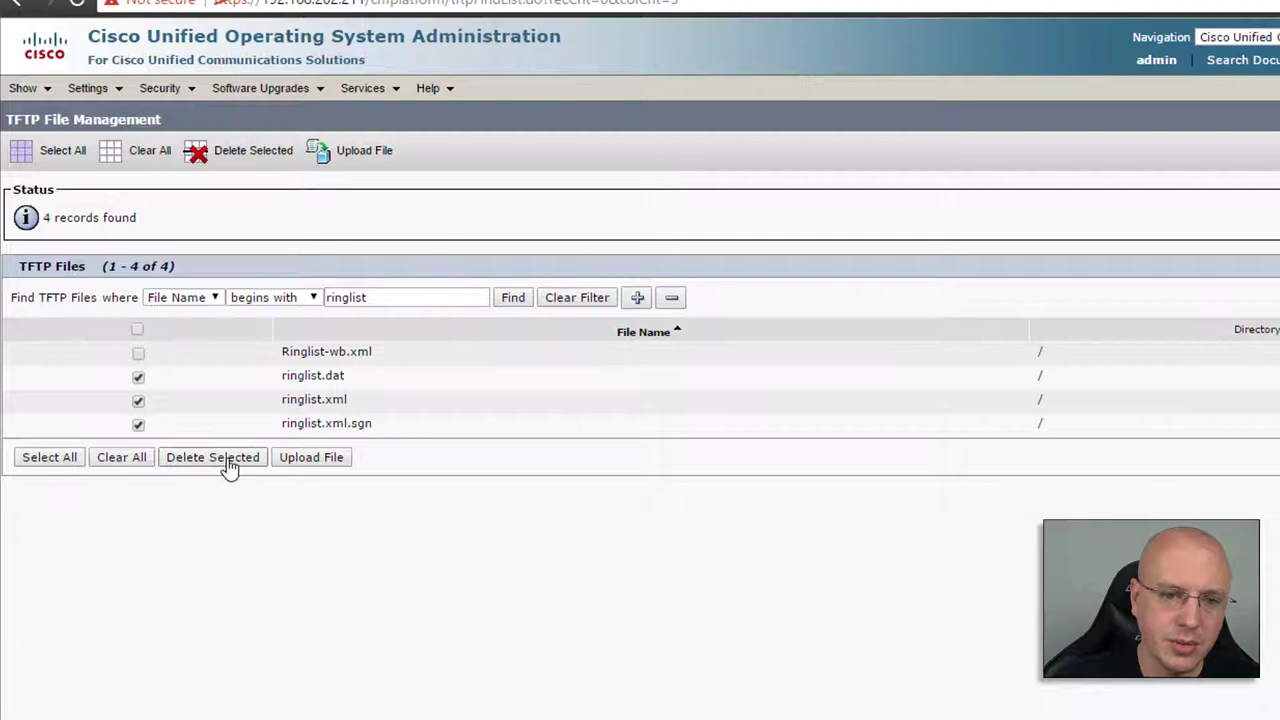 Not secure
Cisco Unified Operating System Administration
For Cisco Unified Communications Solutions
CISCO
Navigation Cisco Unified
admin | Search Docu
Show Settings Security Software Upgrades Services Help
TFTP File Management
Select All Clear All Delete Selected Upload File
Status
i 4 records found
TFTP Files (1 - 4 of 4)
Find TFTP Files where File Name begins with ringlist Find Clear Filter
File Name Directory
Ringlist-wb.xml /
ringlist.dat /
ringlist.xml /
ringlist.xml.sgn /
Select All Clear All Delete Selected Upload File